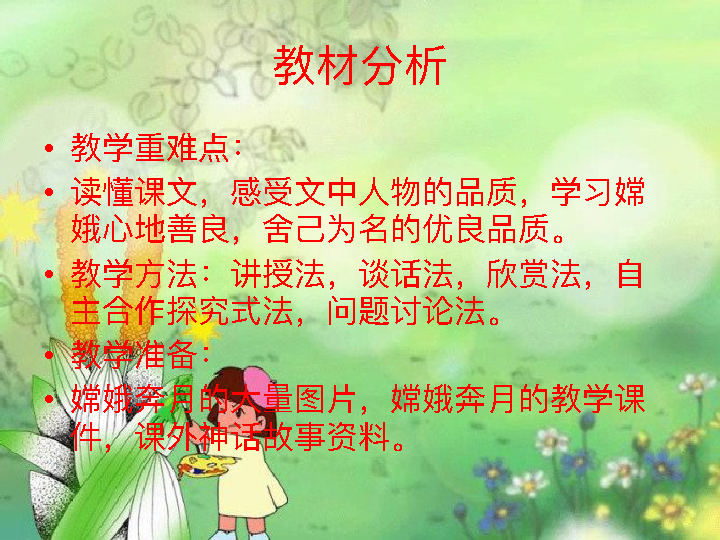 教材分析
• 教学重难点：
• 读懂课文，感受文中人物的品质，学习嫦
娥心地善良，舍己为名的优良品质。
• 教学方法：讲授法，谈话法，欣赏法，自
主合作探究式法，问题讨论法。
• 教学准备：
• 嫦娥奔月的大量图片，嫦娥奔月的教学课
件，课外神话故事资料。